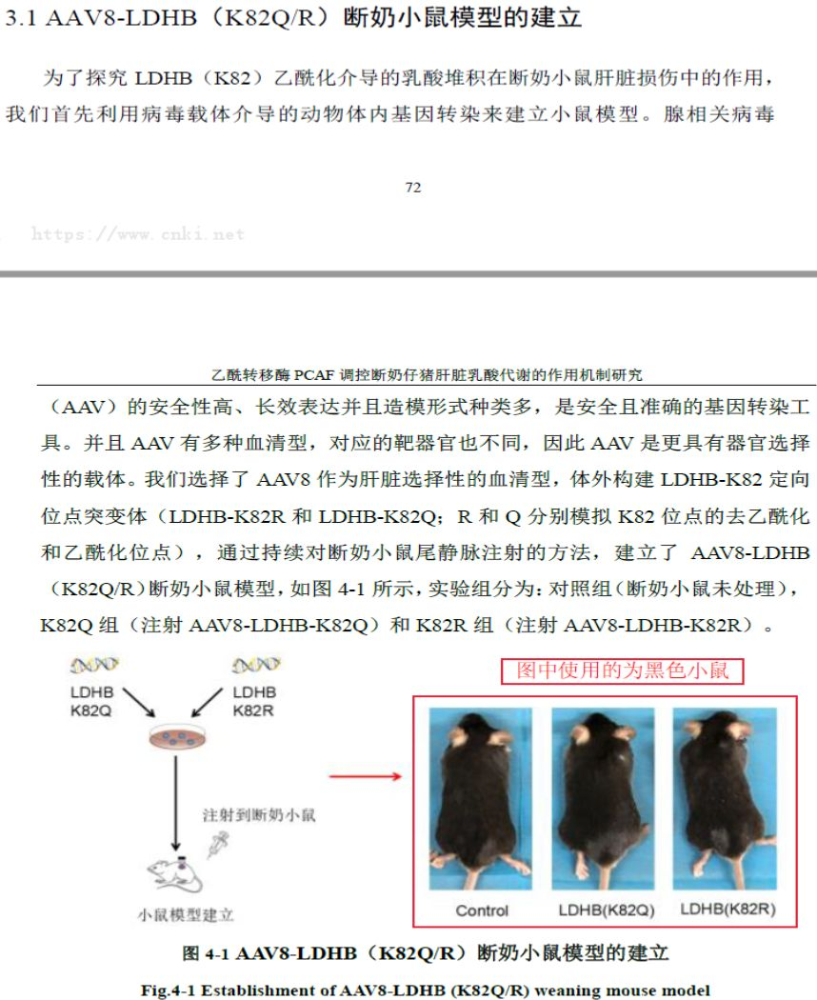 3.1 AAV8-LDHB（K82Q/R）断奶小鼠模型的建立
为了探究 LDHB（K82）乙酰化介导的乳酸堆积在断奶小鼠肝脏损伤中的作用，
我们首先利用病毒载体介导的动物体内基因转染来建立小鼠模型。腺相关病毒
72
https://www.cnki.net
乙酰转移酶 PCAF 调控断奶仔猪肝脏乳酸代谢的作用机制研究
（AAV）的安全性高、长效表达并且造模形式种类多，是安全且准确的基因转染工
具。并且 AAV 有多种血清型，对应的靶器官也不同，因此 AAV 是更具有器官选择
性的载体。我们选择了 AAV8 作为肝脏选择性的血清型，体外构建 LDHB-K82 定向
位点突变体（LDHB-K82R 和 LDHB-K82Q；R 和 Q 分别模拟 K82 位点的去乙酰化
和乙酰化位点），通过持续对断奶小鼠尾静脉注射的方法，建立了 AAV8-LDHB
（K82Q/R）断奶小鼠模型，如图 4-1 所示，实验组分为：对照组（断奶小鼠未处理），
K82Q 组（注射 AAV8-LDHB-K82Q）和 K82R 组（注射 AAV8-LDHB-K82R）。
LDHB
K82Q
LDHB
K82R
注射到断奶小鼠
小鼠模型建立
图中使用的为黑色小鼠
Control
LDHB(K82Q)
LDHB(K82R)
图 4-1 AAV8-LDHB（K82Q/R）断奶小鼠模型的建立
Fig.4-1 Establishment of AAV8-LDHB (K82Q/R) weaning mouse model